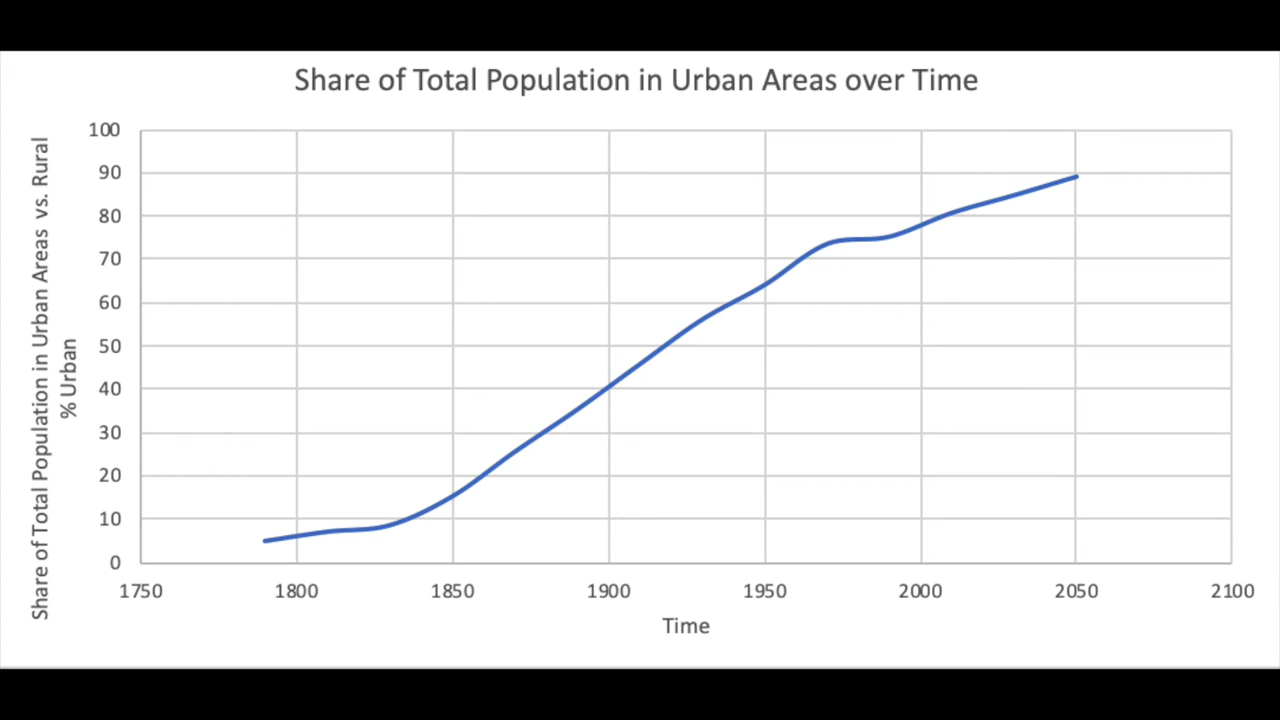 Share of Total Population in Urban Areas over Time
Share of Total Population in Urban Areas vs. Rural
% Urban
100
90
80
70
60
50
40
30
20
10
0
1750 1800 1850 1900 1950 2000 2050 2100
Time